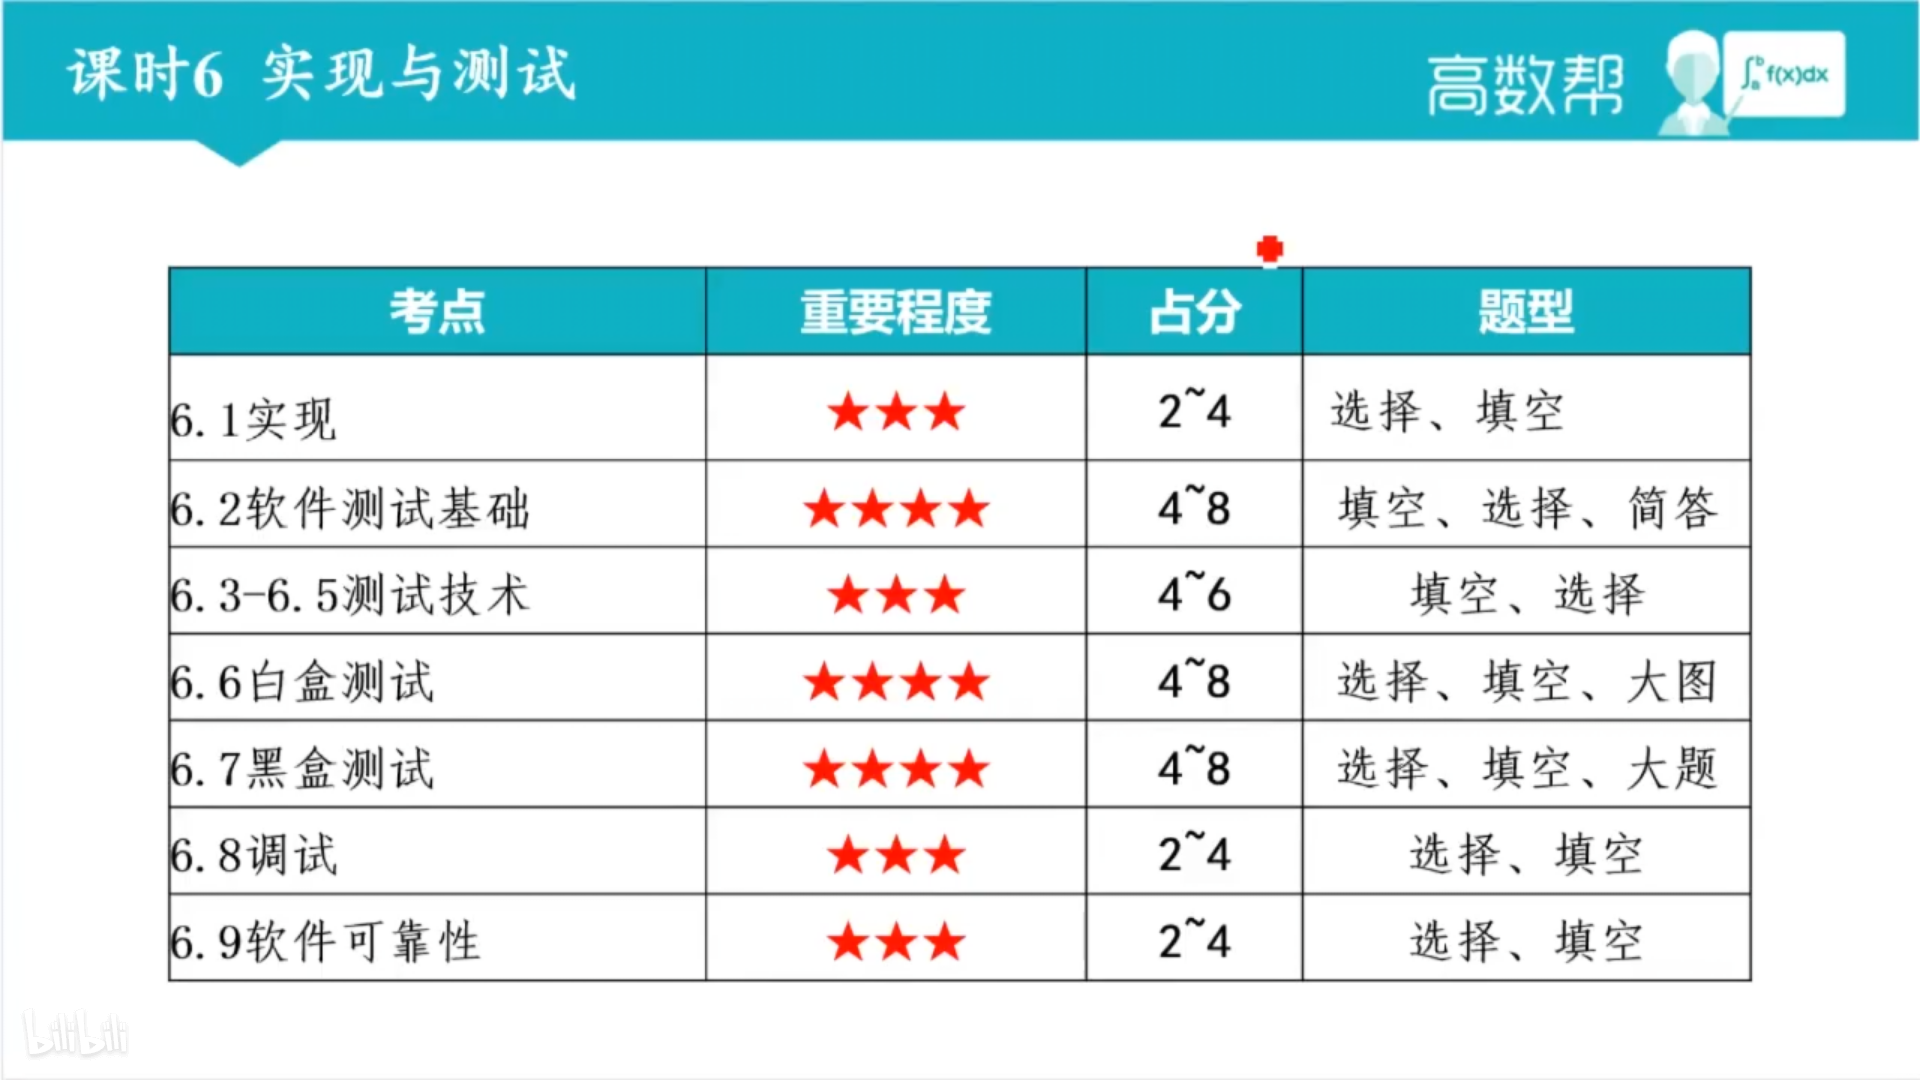 课时6 实现与测试
高数帮
∫ₐᵇf(x)dx
考点 重要程度 占分 题型
6.1实现 ★★★ 2~4 选择、填空
6.2软件测试基础 ★★★★ 4~8 填空、选择、简答
6.3-6.5测试技术 ★★★ 4~6 填空、选择
6.6白盒测试 ★★★★ 4~8 选择、填空、大图
6.7黑盒测试 ★★★★ 4~8 选择、填空、大题
6.8调试 ★★★ 2~4 选择、填空
6.9软件可靠性 ★★★ 2~4 选择、填空
bilibili